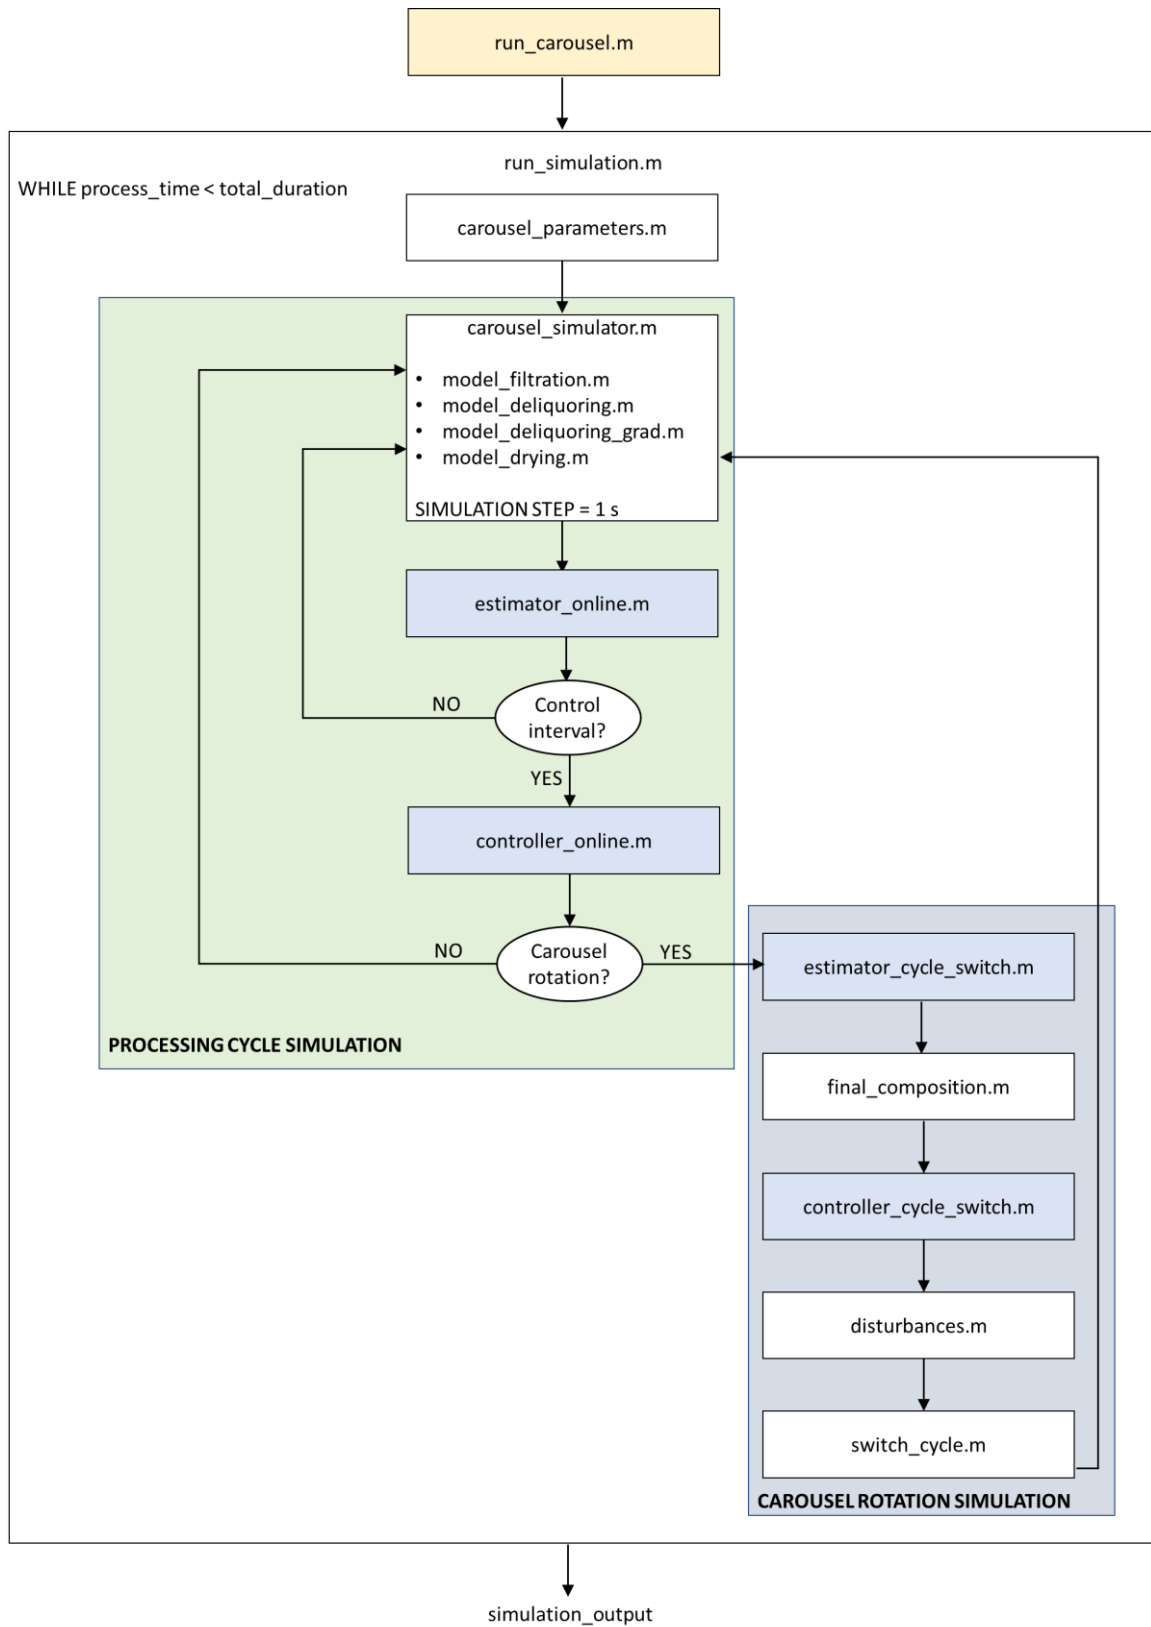 run_carousel.m
run_simulation.m
WHILE process_time < total_duration
carousel_parameters.m
carousel_simulator.m
• model_filtration.m
• model_deliquoring.m
• model_deliquoring_grad.m
• model_drying.m
SIMULATION STEP = 1 s
estimator_online.m
Control
interval?
NO
YES
controller_online.m
Carousel
rotation?
NO
YES
PROCESSING CYCLE SIMULATION
estimator_cycle_switch.m
final_composition.m
controller_cycle_switch.m
disturbances.m
switch_cycle.m
CAROUSEL ROTATION SIMULATION
simulation_output